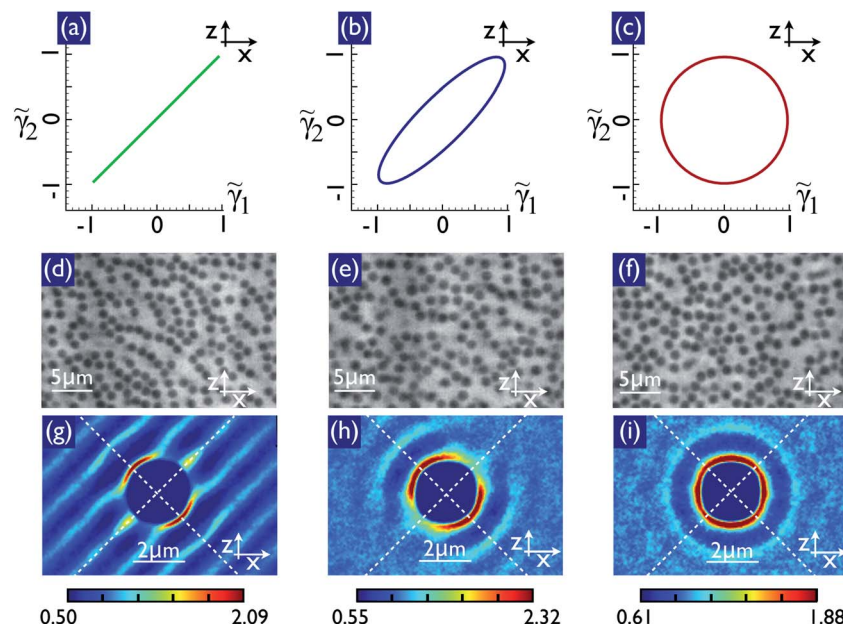 (a)
z
x
γ̃₂
1
0
-1
-1
0
1
γ̃₁
(b)
z
x
γ̃₂
1
0
-1
-1
0
1
γ̃₁
(c)
z
x
γ̃₂
1
0
-1
-1
0
1
γ̃₁
(d)
5μm
z
x
(e)
5μm
z
x
(f)
5μm
z
x
(g)
2μm
z
x
(h)
2μm
z
x
(i)
2μm
z
x
0.50 2.09
0.55 2.32
0.61 1.88